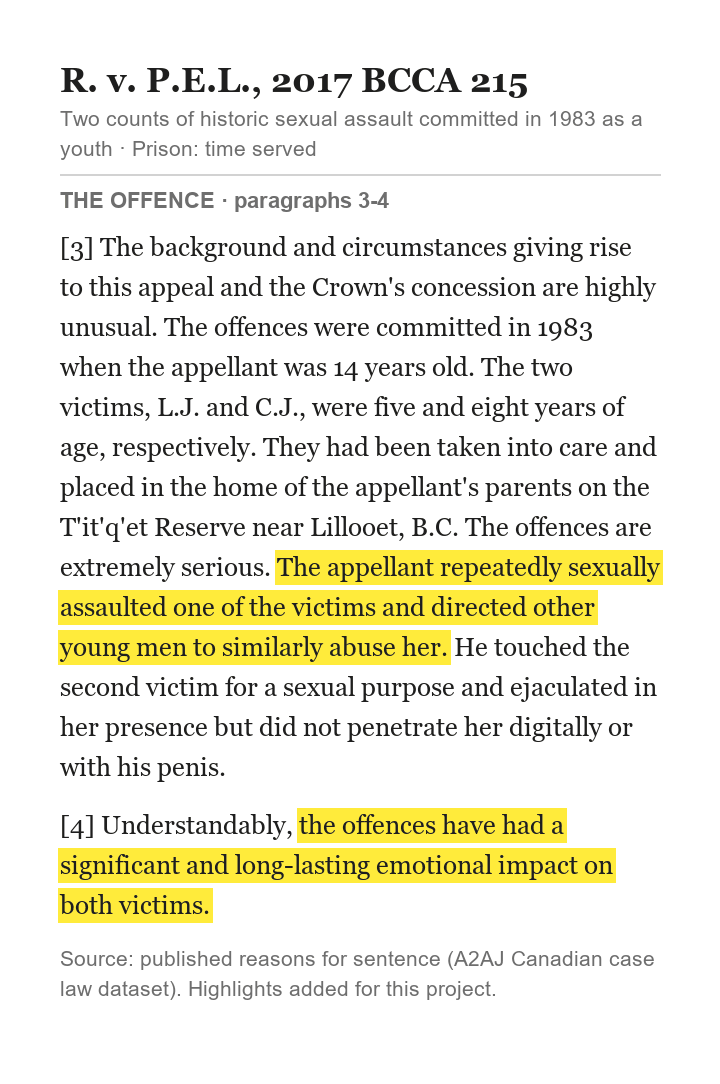 R. v. P.E.L., 2017 BCCA 215
Two counts of historic sexual assault committed in 1983 as a
youth · Prison: time served
THE OFFENCE · paragraphs 3-4
[3] The background and circumstances giving rise
to this appeal and the Crown's concession are highly
unusual. The offences were committed in 1983
when the appellant was 14 years old. The two
victims, L.J. and C.J., were five and eight years of
age, respectively. They had been taken into care and
placed in the home of the appellant's parents on the
T'it'q'et Reserve near Lillooet, B.C. The offences are
extremely serious. The appellant repeatedly sexually
assaulted one of the victims and directed other
young men to similarly abuse her. He touched the
second victim for a sexual purpose and ejaculated in
her presence but did not penetrate her digitally or
with his penis.
[4] Understandably, the offences have had a
significant and long-lasting emotional impact on
both victims.
Source: published reasons for sentence (A2AJ Canadian case
law dataset). Highlights added for this project.